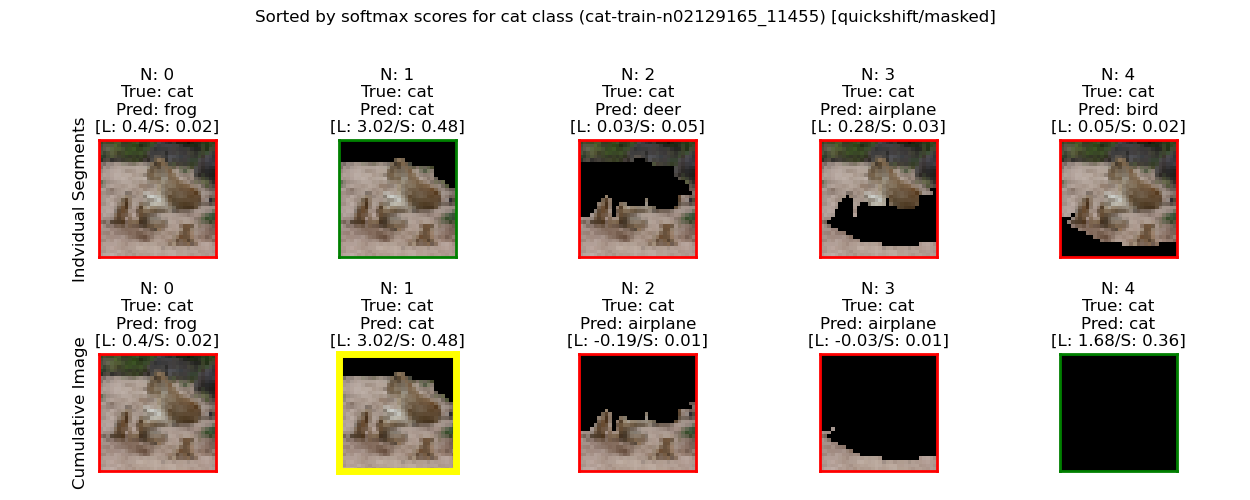 Sorted by softmax scores for cat class (cat-train-n02129165_11455) [quickshift/masked]
Indvidual Segments
N: 0
True: cat
Pred: frog
[L: 0.4/S: 0.02]
N: 1
True: cat
Pred: cat
[L: 3.02/S: 0.48]
N: 2
True: cat
Pred: deer
[L: 0.03/S: 0.05]
N: 3
True: cat
Pred: airplane
[L: 0.28/S: 0.03]
N: 4
True: cat
Pred: bird
[L: 0.05/S: 0.02]
Cumulative Image
N: 0
True: cat
Pred: frog
[L: 0.4/S: 0.02]
N: 1
True: cat
Pred: cat
[L: 3.02/S: 0.48]
N: 2
True: cat
Pred: airplane
[L: -0.19/S: 0.01]
N: 3
True: cat
Pred: airplane
[L: -0.03/S: 0.01]
N: 4
True: cat
Pred: cat
[L: 1.68/S: 0.36]